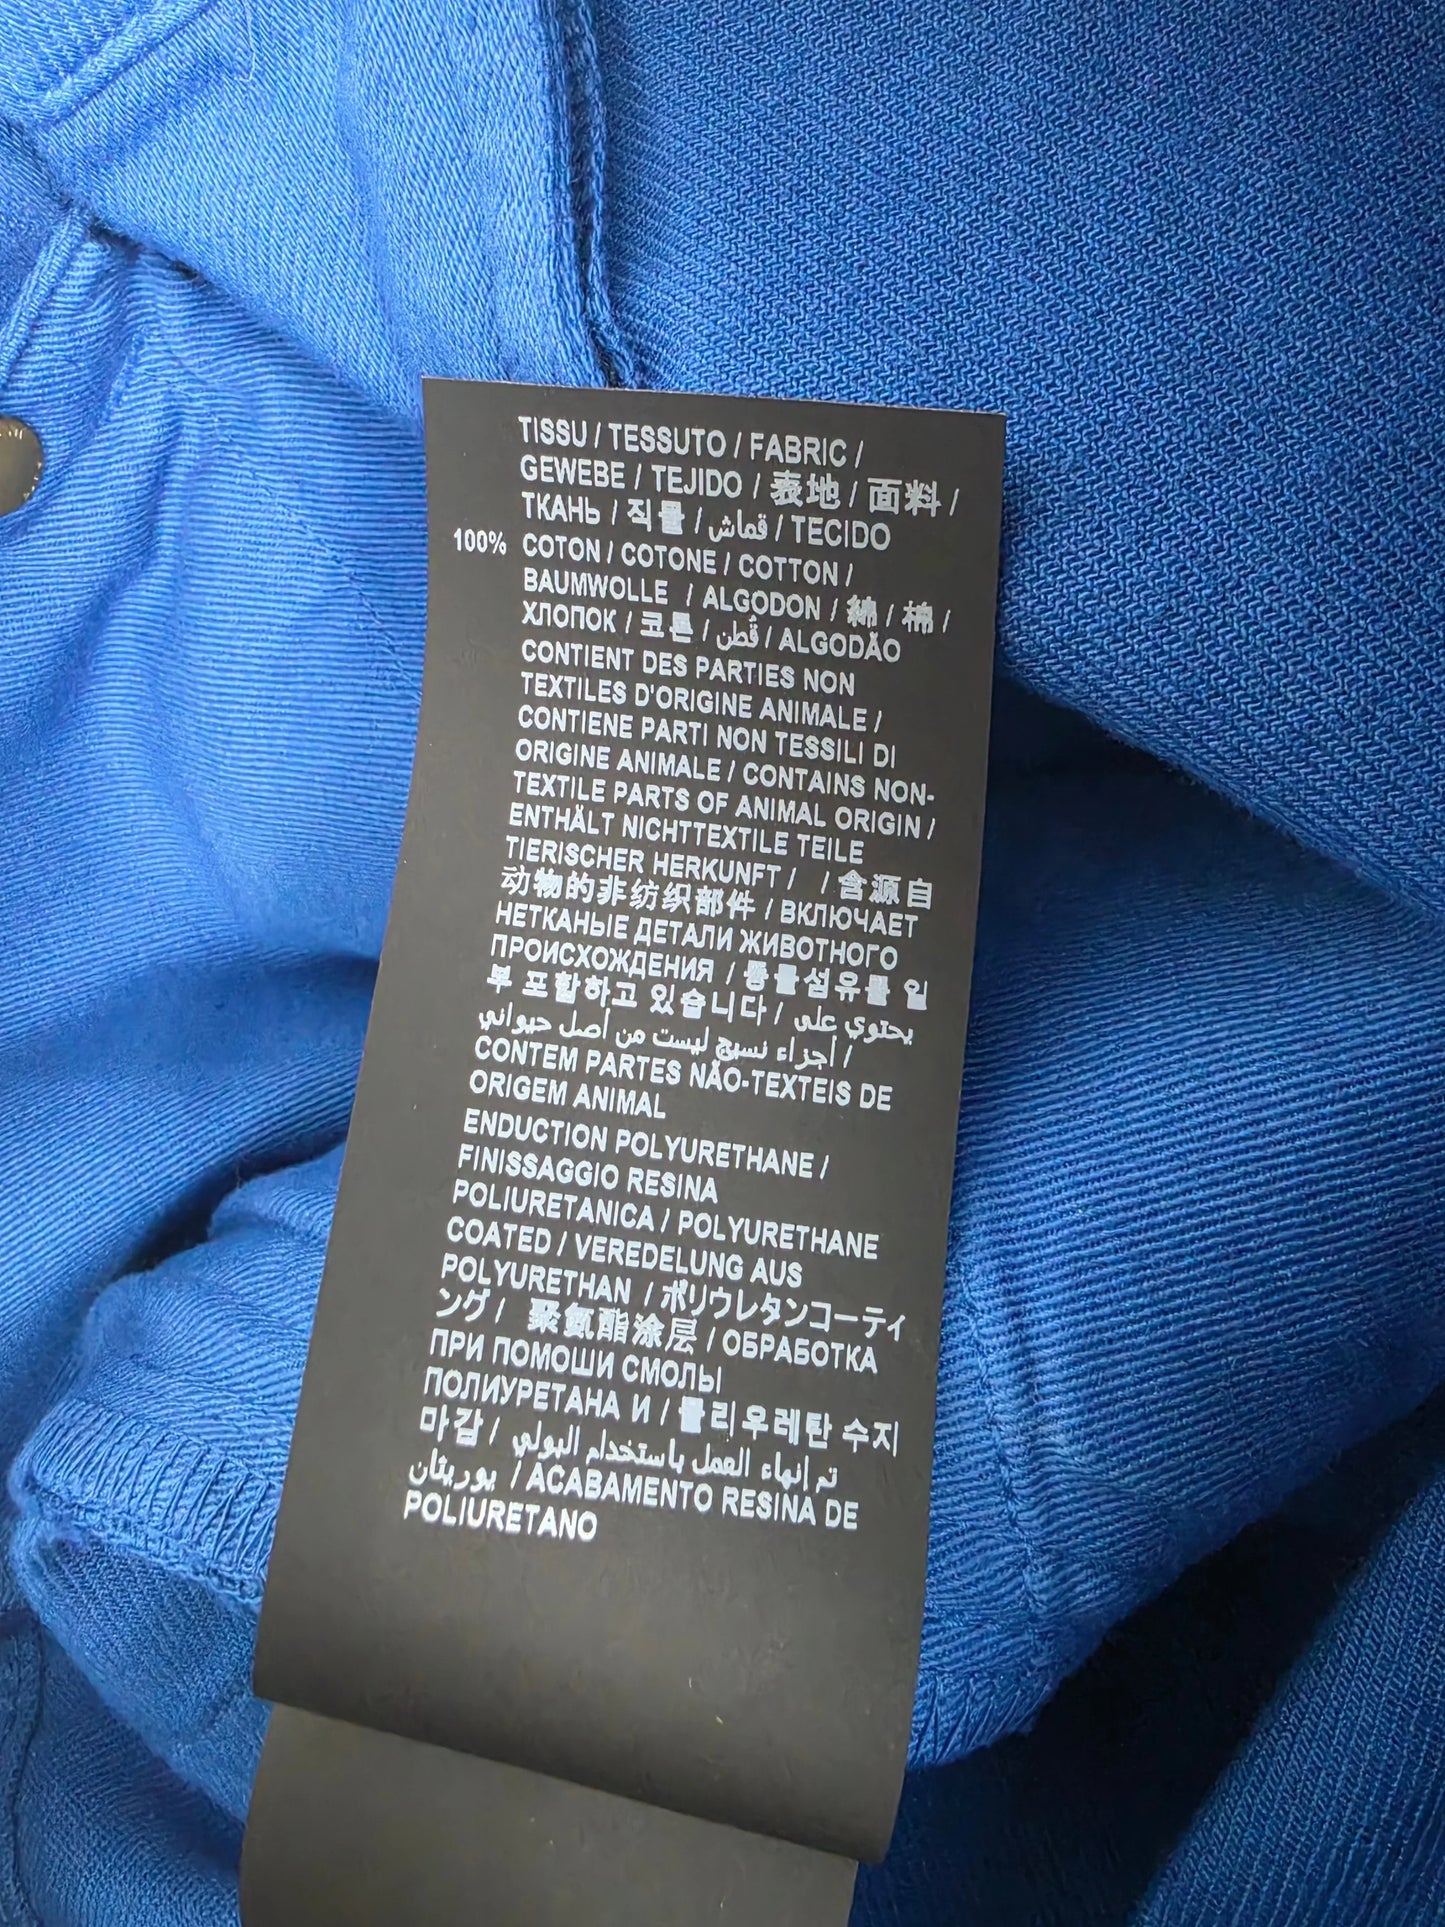 TISSU / TESSUTO / FABRIC /
GEWEBE / TEJIDO / 表地 / 面料 /
ТКАНЬ / 직물 / قماش / TECIDO
100% COTON / COTONE / COTTON /
BAUMWOLLE / ALGODON / 綿 / 棉 /
ХЛОПОК / 코튼 / قُطن / ALGODÃO
CONTIENT DES PARTIES NON
TEXTILES D'ORIGINE ANIMALE /
CONTIENE PARTI NON TESSILI DI
ORIGINE ANIMALE / CONTAINS NON-
TEXTILE PARTS OF ANIMAL ORIGIN /
ENTHÄLT NICHTTEXTILE TEILE
TIERISCHER HERKUNFT / / 含源自
动物的非纺织部件 / ВКЛЮЧАЕТ
НЕТКАНЫЕ ДЕТАЛИ ЖИВОТНОГО
ПРОИСХОЖДЕНИЯ / 동물섬유를 일
부 포함하고 있습니다 / يحتوي على
أجزاء نسيج ليست من أصل حيواني /
CONTEM PARTES NÃO-TEXTEIS DE
ORIGEM ANIMAL
ENDUCTION POLYURETHANE /
FINISSAGGIO RESINA
POLIURETANICA / POLYURETHANE
COATED / VEREDELUNG AUS
POLYURETHAN / ポリウレタンコーティ
ング / 聚氨酯涂层 / ОБРАБОТКА
ПРИ ПОМОШИ СМОЛЫ
ПОЛИУРЕТАНА И / 폴리우레탄 수지
마감 / تم إنهاء العمل باستخدام البولي
يوريثان / ACABAMENTO RESINA DE
POLIURETANO